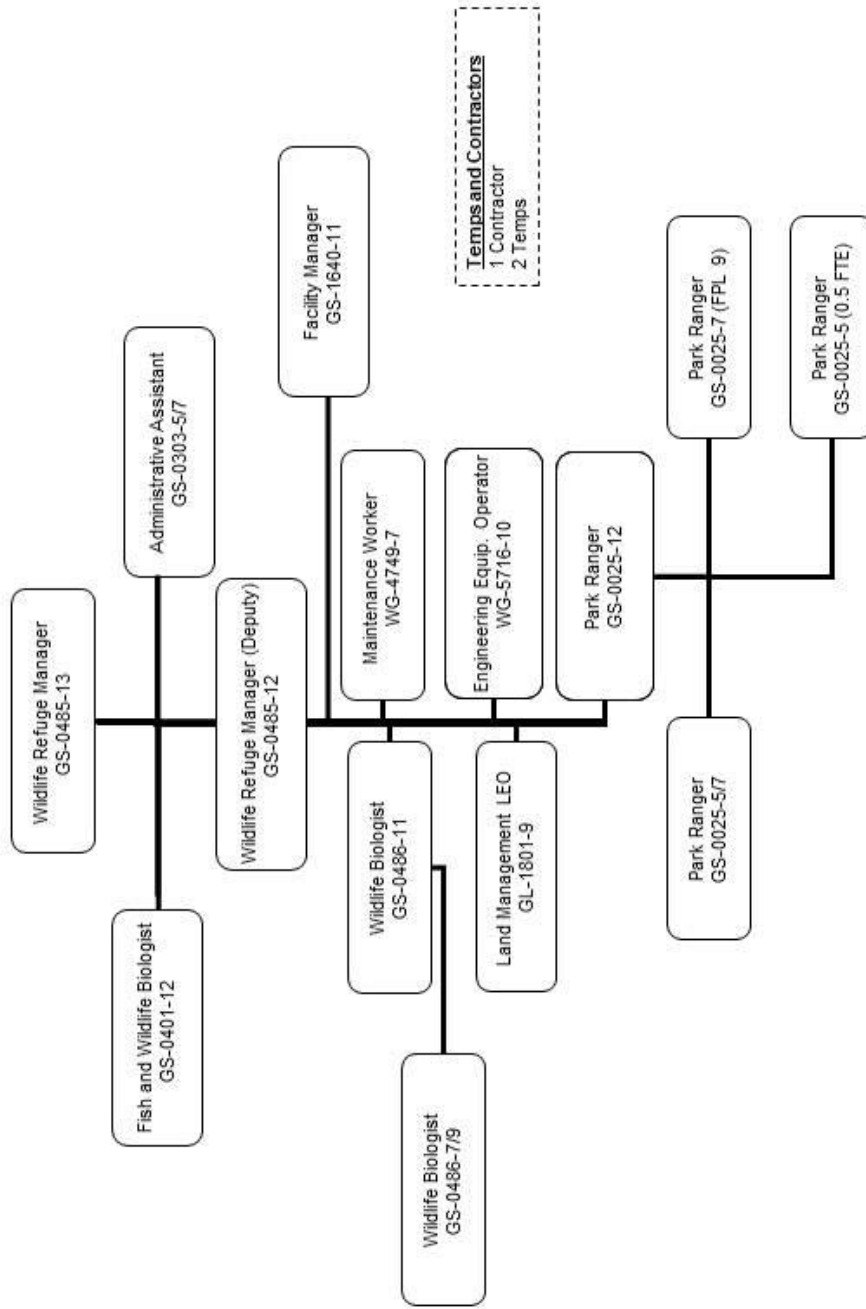 Wildlife Refuge Manager
GS-0485-13
Fish and Wildlife Biologist
GS-0401-12
Administrative Assistant
GS-0303-5/7
Wildlife Refuge Manager (Deputy)
GS-0485-12
Facility Manager
GS-1640-11
Wildlife Biologist
GS-0486-11
Maintenance Worker
WG-4749-7
Wildlife Biologist
GS-0486-7/9
Land Management LEO
GL-1801-9
Engineering Equip. Operator
WG-5716-10
Temps and Contractors
1 Contractor
2 Temps
Park Ranger
GS-0025-12
Park Ranger
GS-0025-5/7
Park Ranger
GS-0025-7 (FPL 9)
Park Ranger
GS-0025-5 (0.5 FTE)